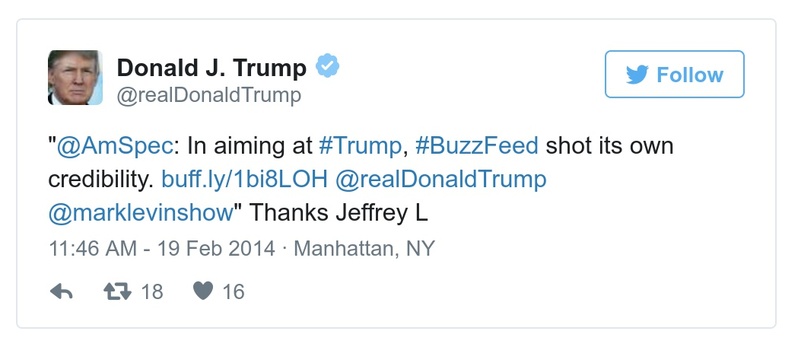 Donald J. Trump
Follow
@realDonaldTrump
"@AmSpec: In aiming at #Trump, #BuzzFeed shot its own
credibility. buff.ly/1bi8LOH @realDonaldTrump
@marklevinshow" Thanks Jeffrey L
11:46 AM - 19 Feb 2014 · Manhattan, NY
18 16